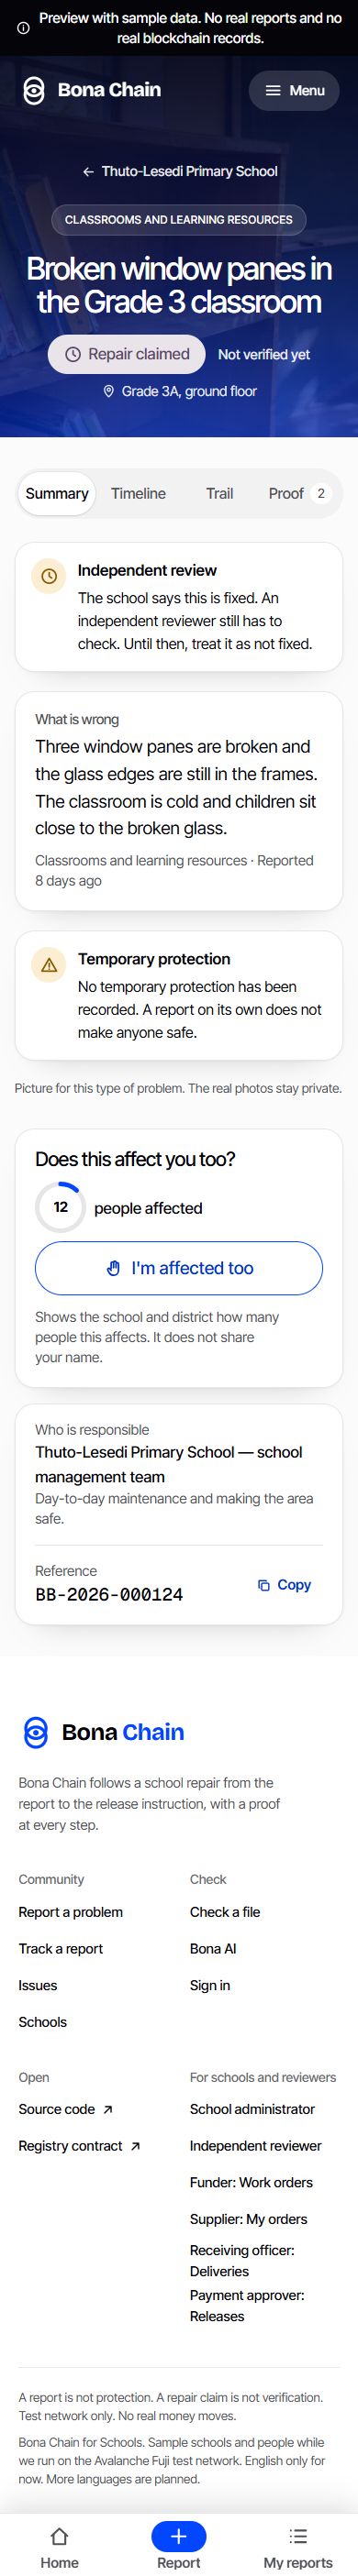 Preview with sample data. No real reports and no
real blockchain records.
Bona Chain
Menu
← Thuto-Lesedi Primary School
CLASSROOMS AND LEARNING RESOURCES
Broken window panes in
the Grade 3 classroom
Repair claimed
Not verified yet
Grade 3A, ground floor
Summary
Timeline
Trail
Proof 2
Independent review
The school says this is fixed. An
independent reviewer still has to
check. Until then, treat it as not fixed.
What is wrong
Three window panes are broken and
the glass edges are still in the frames.
The classroom is cold and children sit
close to the broken glass.
Classrooms and learning resources · Reported
8 days ago
Temporary protection
No temporary protection has been
recorded. A report on its own does not
make anyone safe.
Picture for this type of problem. The real photos stay private.
Does this affect you too?
12 people affected
I'm affected too
Shows the school and district how many
people this affects. It does not share
your name.
Who is responsible
Thuto-Lesedi Primary School — school
management team
Day-to-day maintenance and making the area
safe.
Reference
BB-2026-000124
Copy
Bona Chain
Bona Chain follows a school repair from the
report to the release instruction, with a proof
at every step.
Community
Report a problem
Track a report
Issues
Schools
Check
Check a file
Bona AI
Sign in
Open
Source code ↗
Registry contract ↗
For schools and reviewers
School administrator
Independent reviewer
Funder: Work orders
Supplier: My orders
Receiving officer:
Deliveries
Payment approver:
Releases
A report is not protection. A repair claim is not verification.
Test network only. No real money moves.
Bona Chain for Schools. Sample schools and people while
we run on the Avalanche Fuji test network. English only for
now. More languages are planned.
Home
Report
My reports